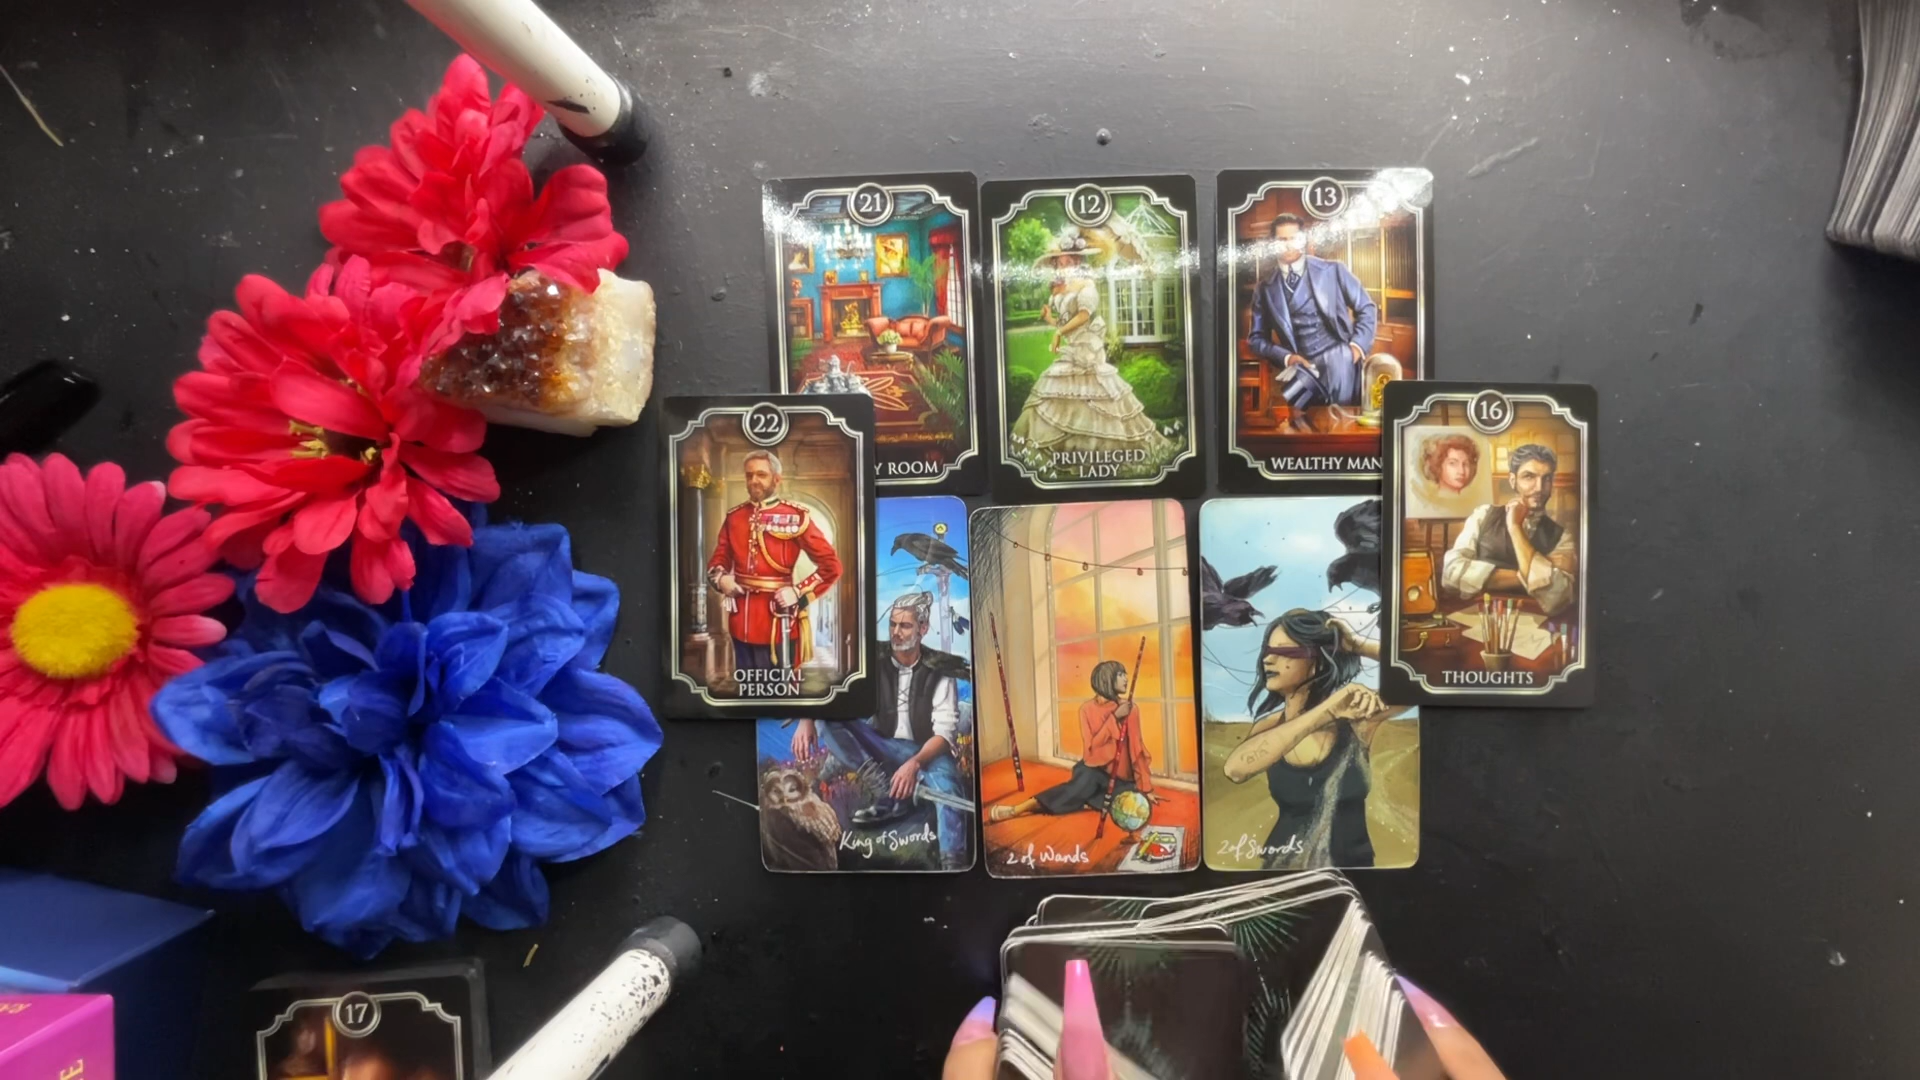 21
12
13
Y ROOM
PRIVILEGED
LADY
WEALTHY MAN
22
16
OFFICIAL
PERSON
THOUGHTS
King of Swords
2 of Wands
2 of Swords
17